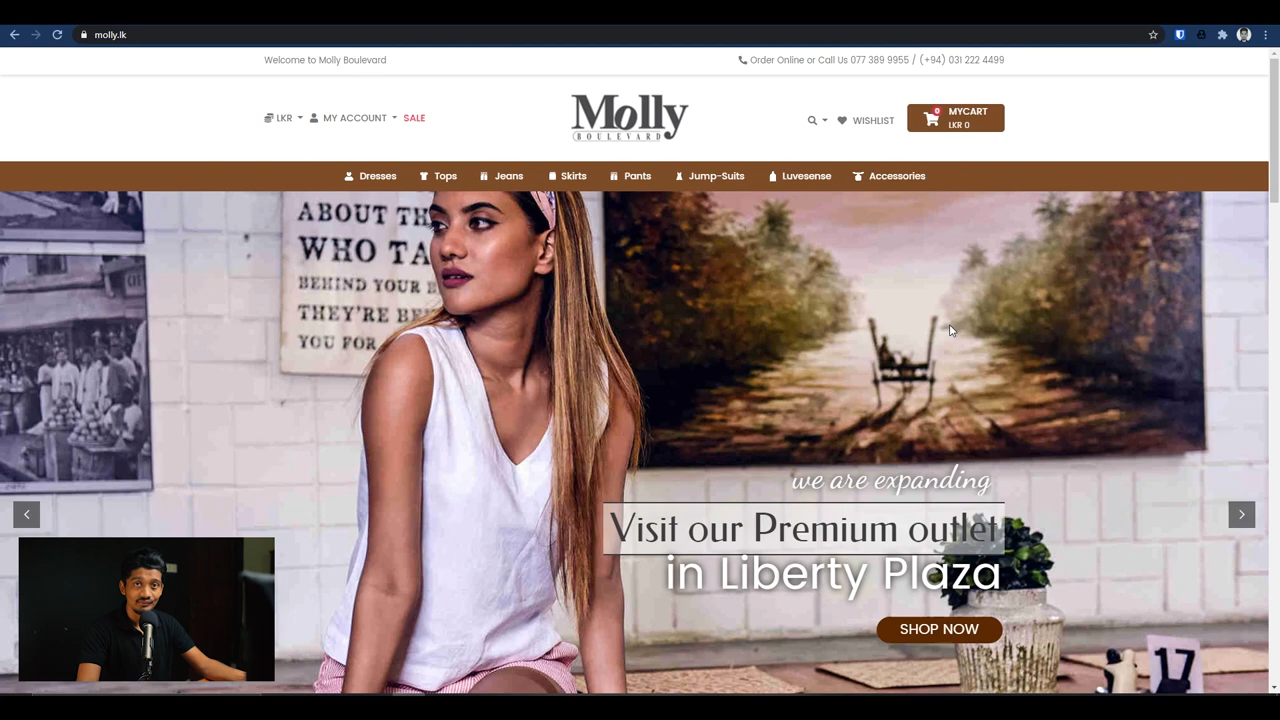 molly.lk
Welcome to Molly Boulevard
Order Online or Call Us 077 389 9955 / (+94) 031 222 4499
LKR
MY ACCOUNT
SALE
Molly
BOULEVARD
WISHLIST
0
MYCART
LKR 0
Dresses
Tops
Jeans
Skirts
Pants
Jump-Suits
Luvesense
Accessories
ABOUT TH
WHO TA
BEHIND YOUR B
THEY'RE BE
YOU FOR
we are expanding
Visit our Premium outlet
in Liberty Plaza
SHOP NOW
17